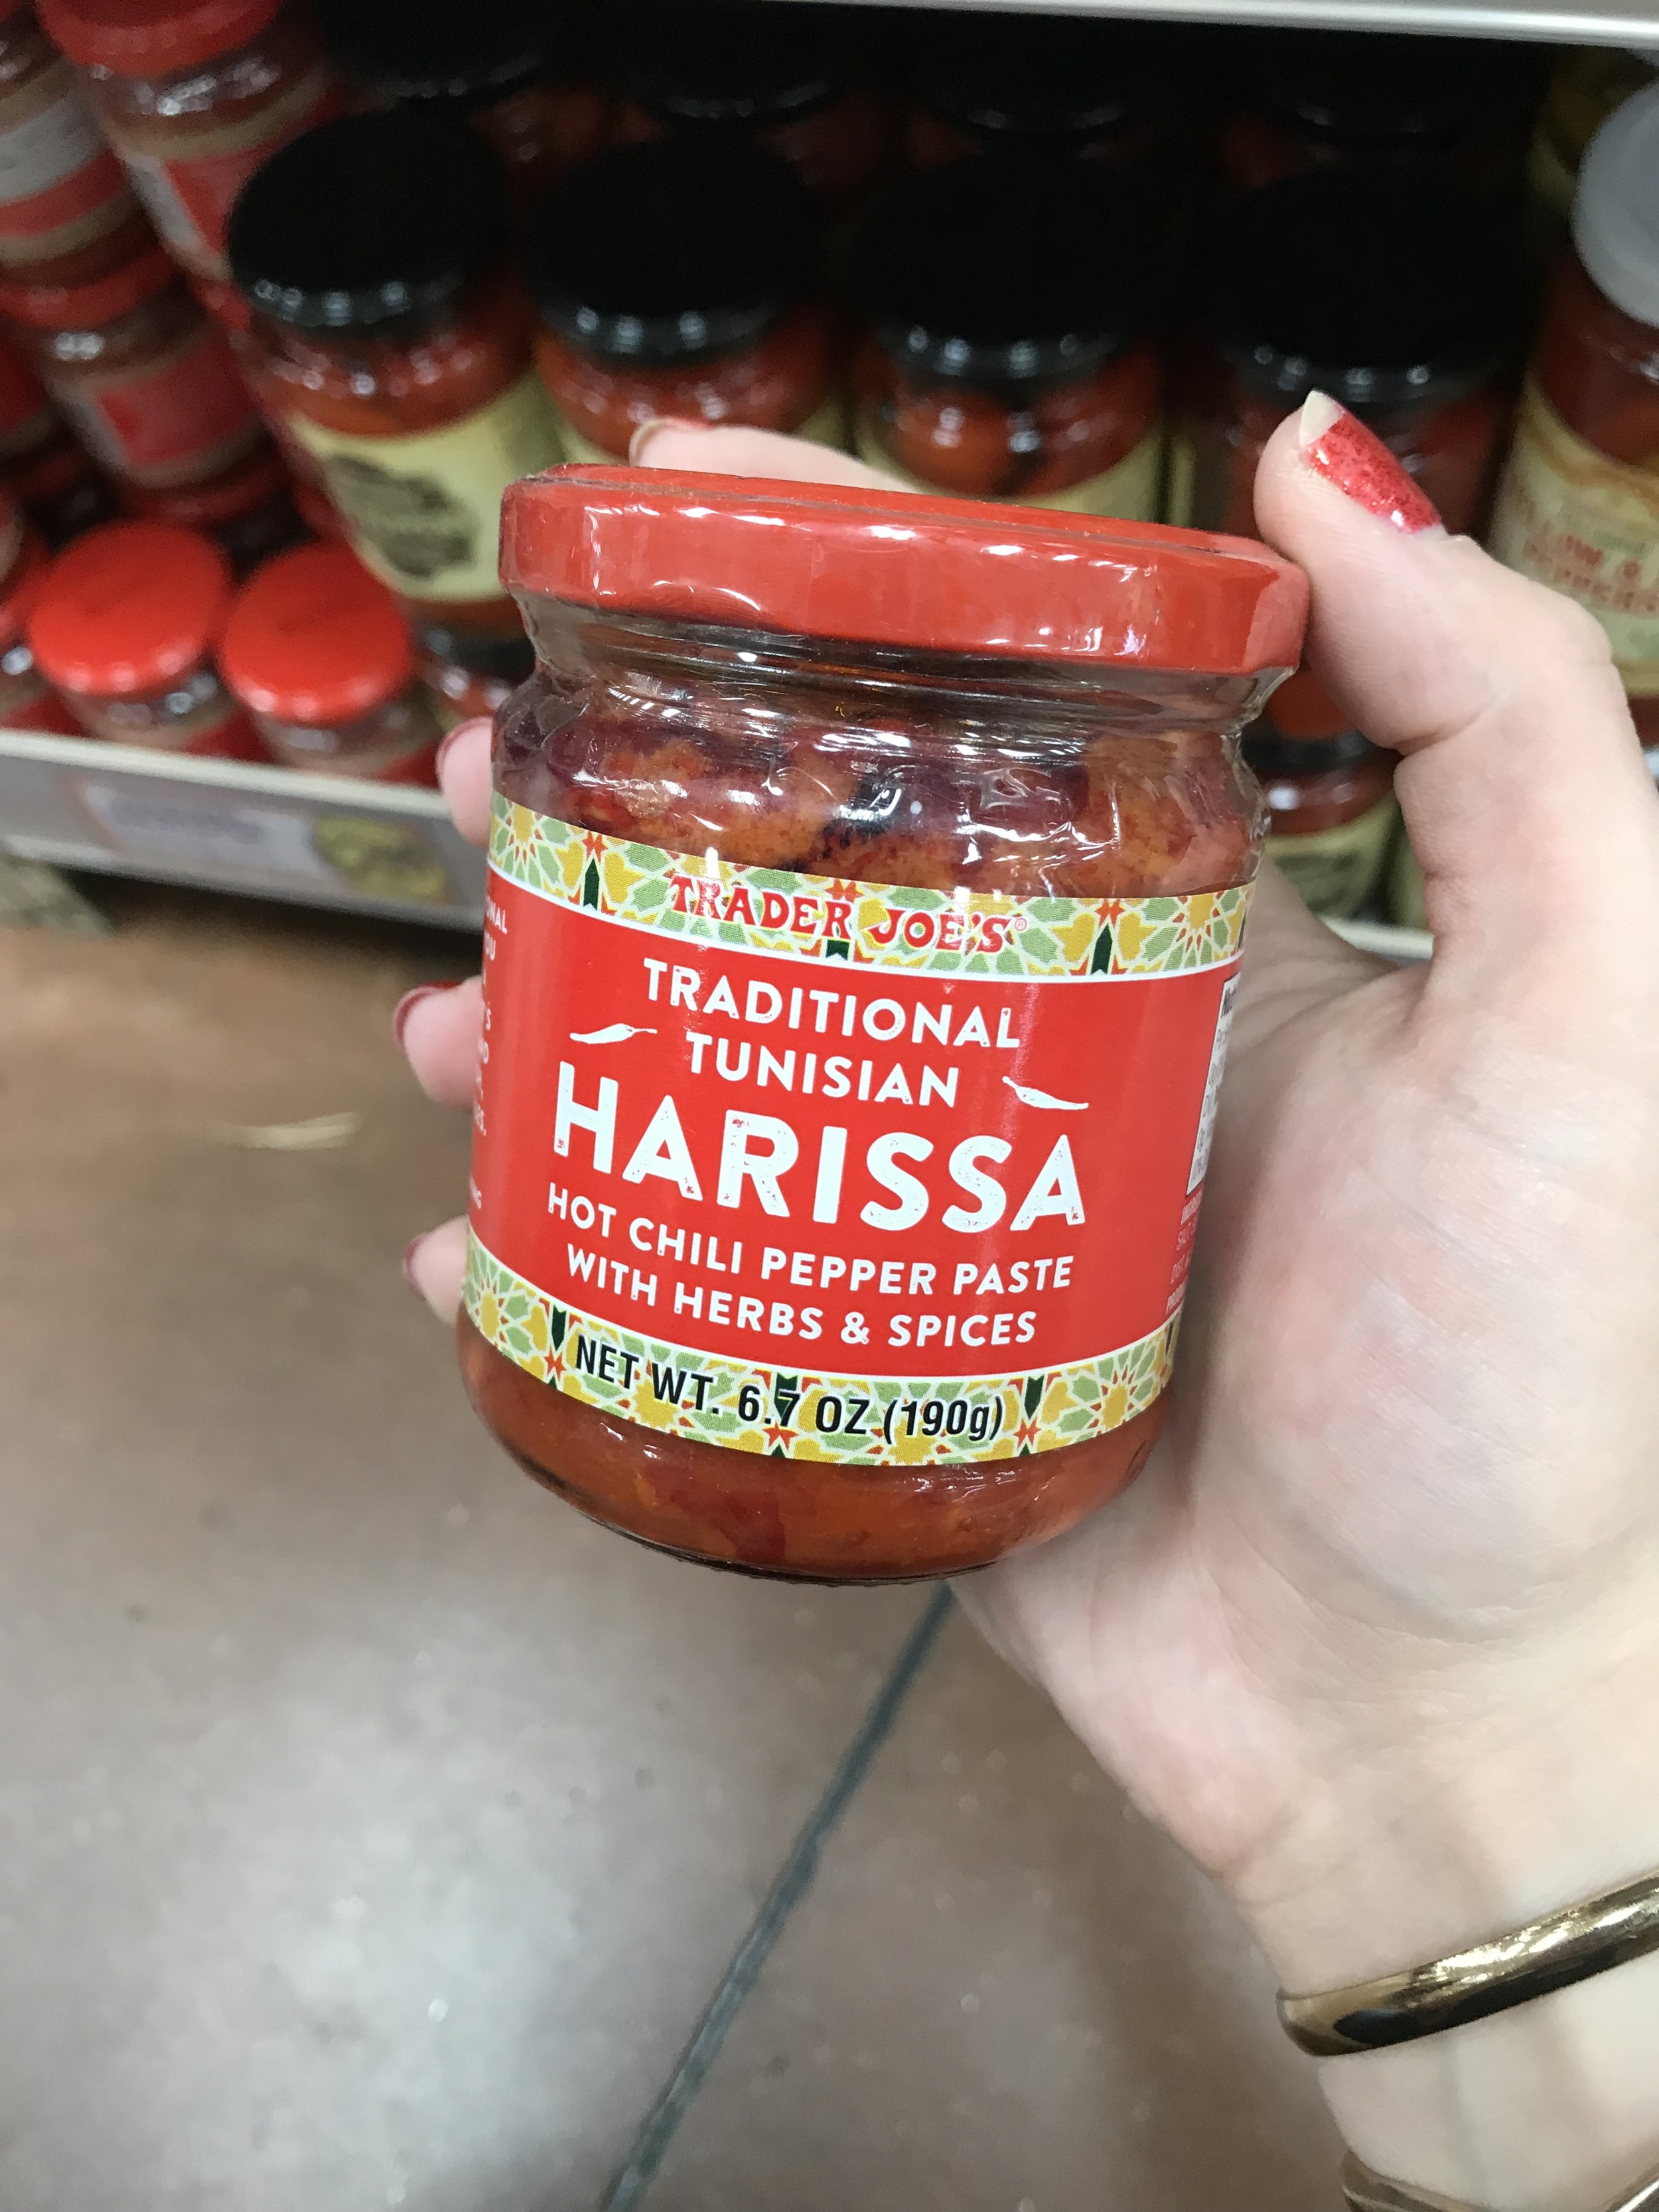 TRADER JOE'S®
TRADITIONAL
TUNISIAN
HARISSA
HOT CHILI PEPPER PASTE
WITH HERBS & SPICES
NET WT. 6.7 OZ (190g)